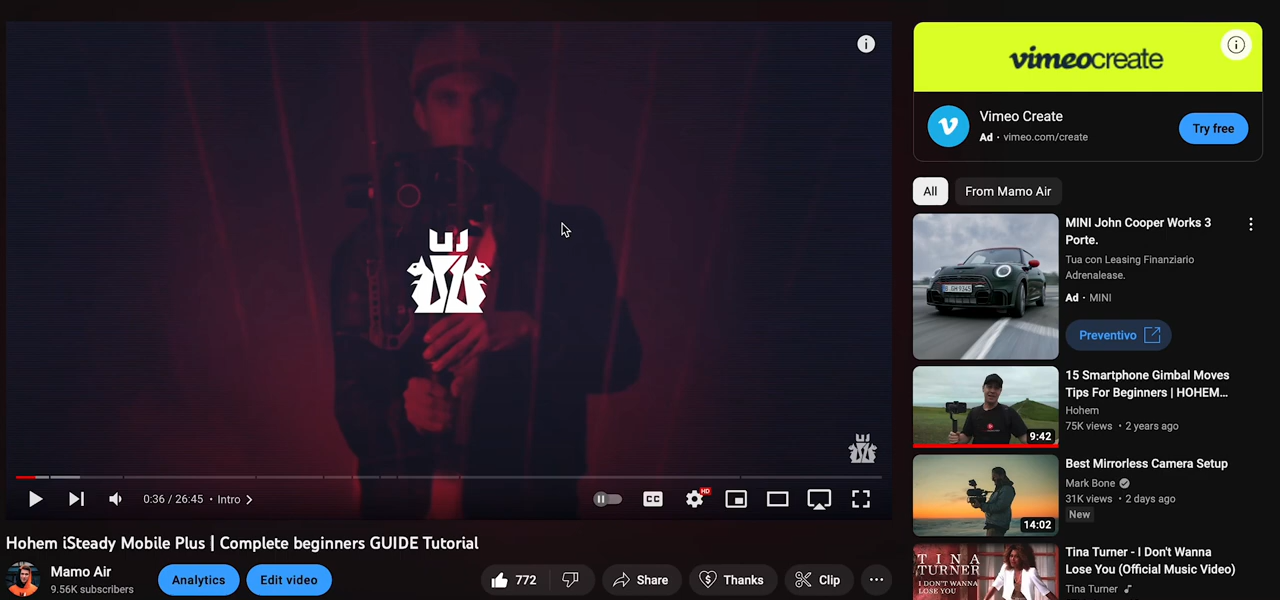 vimeocreate
Vimeo Create
Ad · vimeo.com/create
Try free
All
From Mamo Air
MINI John Cooper Works 3
Porte.
Tua con Leasing Finanziario
Adrenalease.
Ad · MINI
Preventivo
15 Smartphone Gimbal Moves
Tips For Beginners | HOHEM...
Hohem
75K views · 2 years ago
9:42
Best Mirrorless Camera Setup
Mark Bone
31K views · 2 days ago
New
14:02
TINA
TURNER
I DON'T WANNA
LOSE YOU
Tina Turner - I Don't Wanna
Lose You (Official Music Video)
Tina Turner
0:36 / 26:45 · Intro
CC
HD
Hohem iSteady Mobile Plus | Complete beginners GUIDE Tutorial
Mamo Air
9.56K subscribers
Analytics
Edit video
772
Share
Thanks
Clip